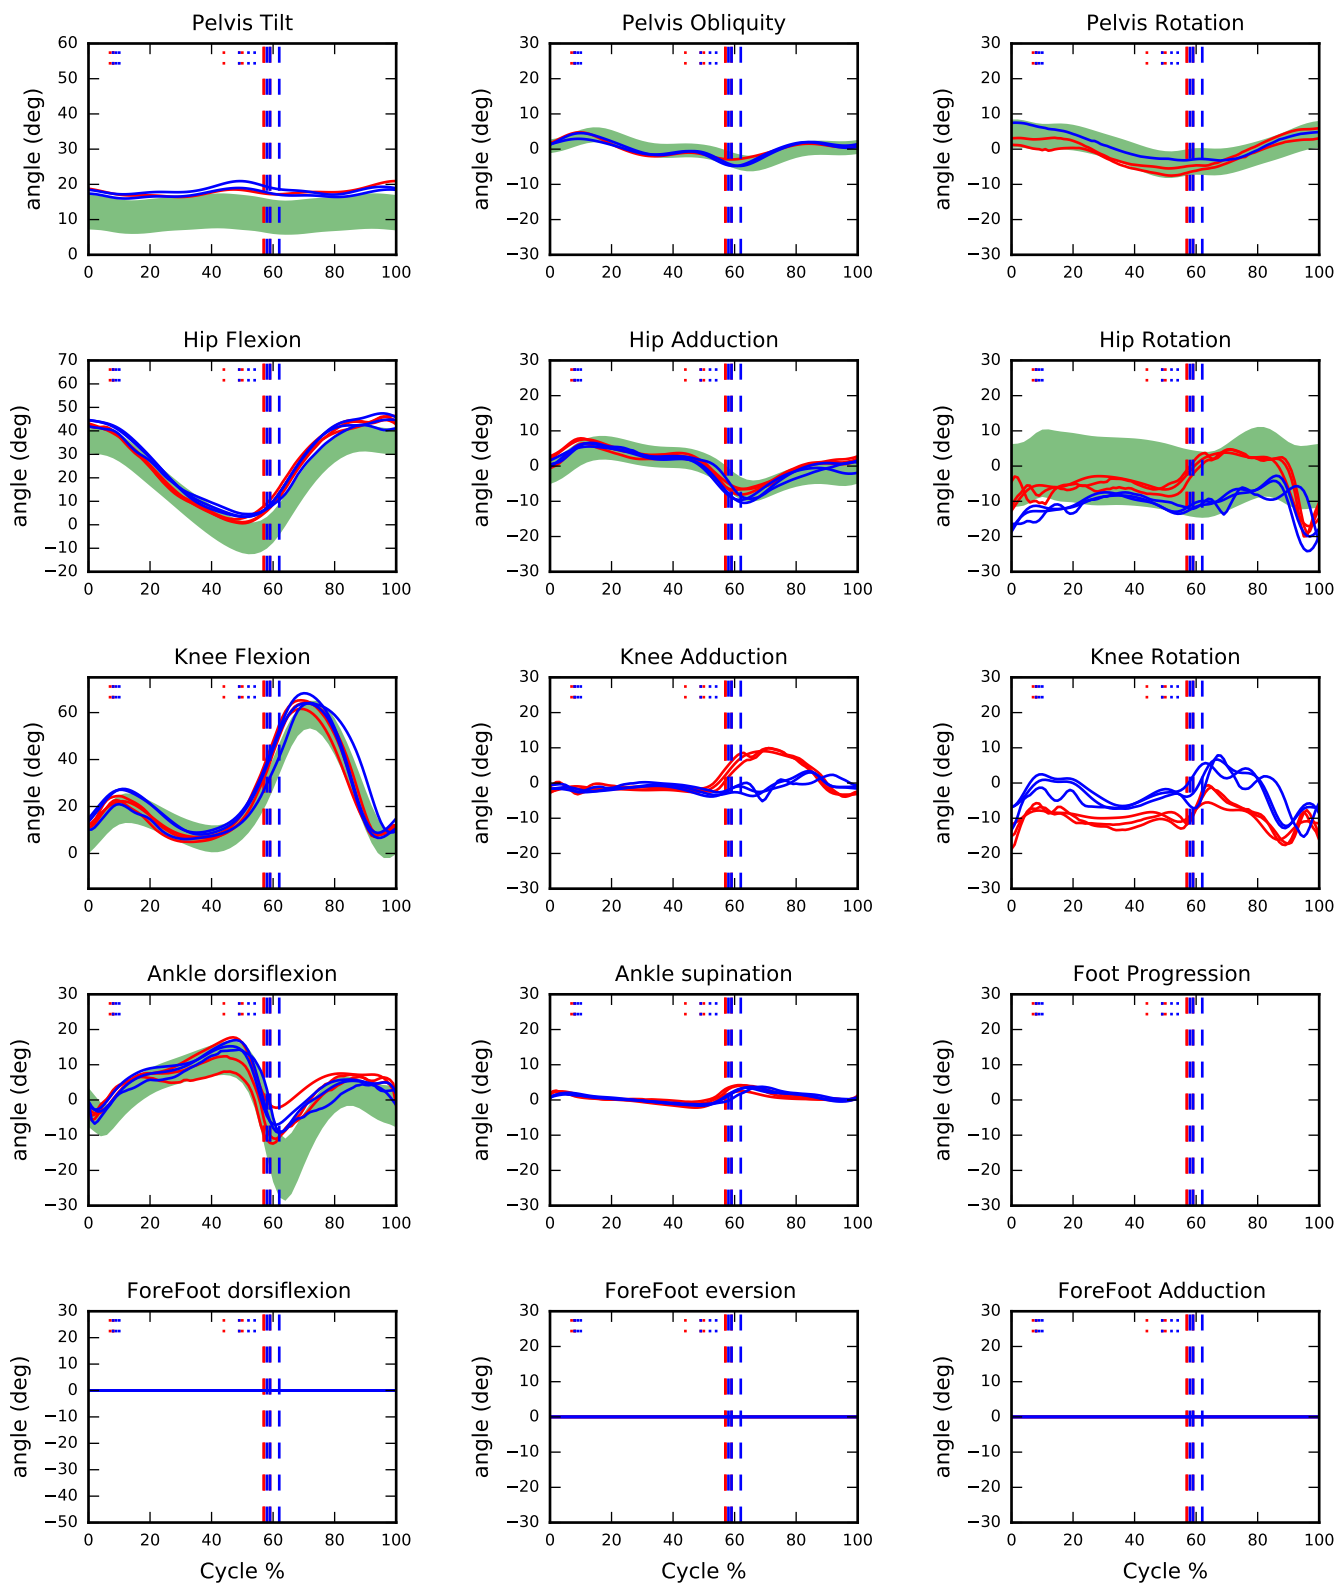 Pelvis Tilt
angle (deg)
60
50
40
30
20
10
0
0 20 40 60 80 100
Pelvis Obliquity
angle (deg)
30
20
10
0
−10
−20
−30
0 20 40 60 80 100
Pelvis Rotation
angle (deg)
30
20
10
0
−10
−20
−30
0 20 40 60 80 100
Hip Flexion
angle (deg)
70
60
50
40
30
20
10
0
−10
−20
0 20 40 60 80 100
Hip Adduction
angle (deg)
30
20
10
0
−10
−20
−30
0 20 40 60 80 100
Hip Rotation
angle (deg)
30
20
10
0
−10
−20
−30
0 20 40 60 80 100
Knee Flexion
angle (deg)
60
40
20
0
0 20 40 60 80 100
Knee Adduction
angle (deg)
30
20
10
0
−10
−20
−30
0 20 40 60 80 100
Knee Rotation
angle (deg)
30
20
10
0
−10
−20
−30
0 20 40 60 80 100
Ankle dorsiflexion
angle (deg)
30
20
10
0
−10
−20
−30
0 20 40 60 80 100
Ankle supination
angle (deg)
30
20
10
0
−10
−20
−30
0 20 40 60 80 100
Foot Progression
angle (deg)
30
20
10
0
−10
−20
−30
0 20 40 60 80 100
ForeFoot dorsiflexion
angle (deg)
30
20
10
0
−10
−20
−30
−40
−50
0 20 40 60 80 100
Cycle %
ForeFoot eversion
angle (deg)
30
20
10
0
−10
−20
−30
0 20 40 60 80 100
Cycle %
ForeFoot Adduction
angle (deg)
30
20
10
0
−10
−20
−30
0 20 40 60 80 100
Cycle %